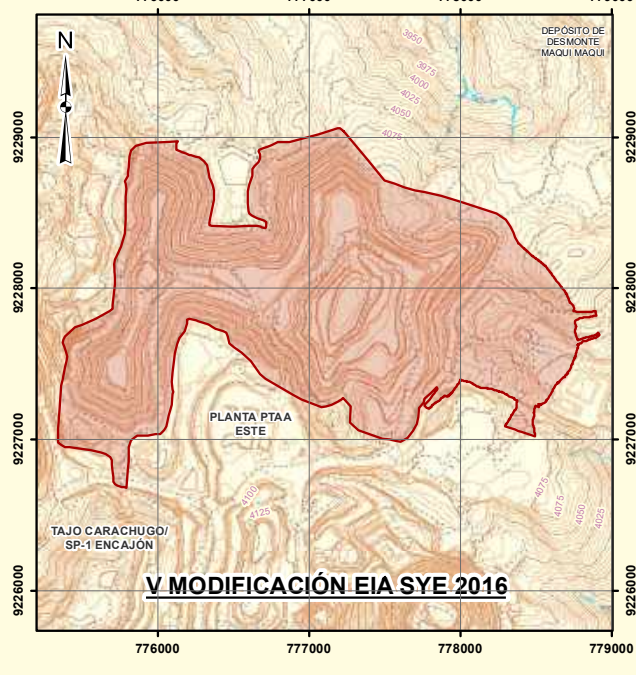 DEPÓSITO DE
DESMONTE
MAQUI MAQUI
N
3950
3975
4000
4025
4050
4075
9229000
9229000
9228000
9228000
9227000
9227000
PLANTA PTAA
ESTE
4100
4125
4075
4075
4050
4025
TAJO CARACHUGO/
SP-1 ENCAJÓN
V MODIFICACIÓN EIA SYE 2016
9226000
9226000
776000
777000
778000
779000